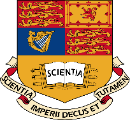 SCIENTIA
SCIENTIA IMPERII DECUS ET TUTAMEN